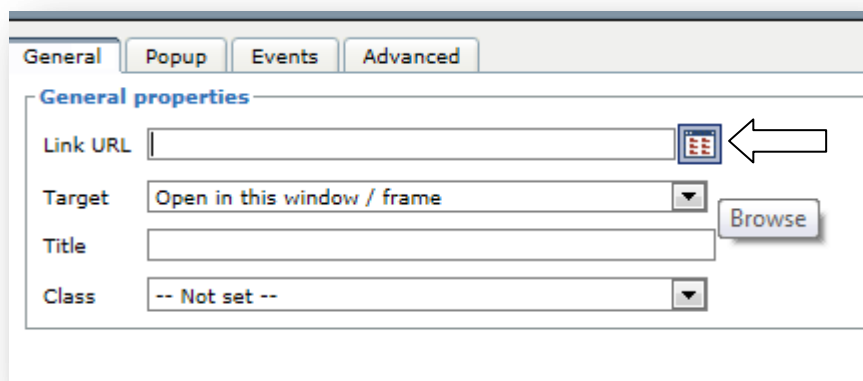 General Popup Events Advanced
General properties
Link URL
Target Open in this window / frame
Browse
Title
Class -- Not set --